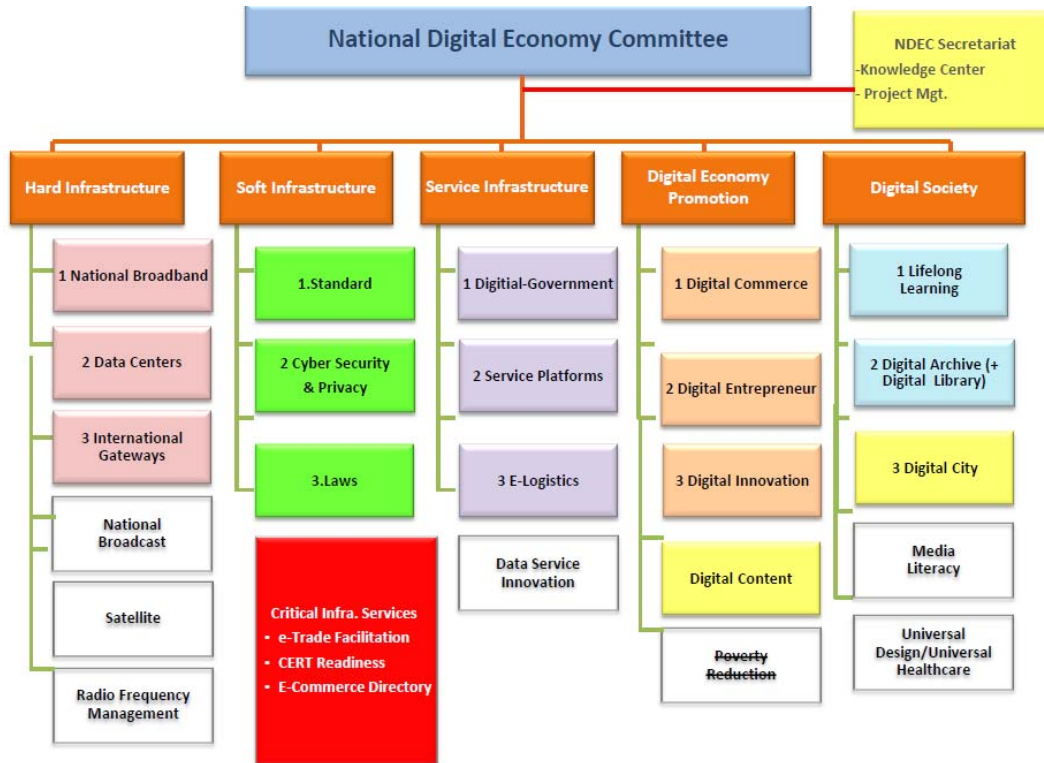 National Digital Economy Committee
NDEC Secretariat
-Knowledge Center
- Project Mgt.
Hard Infrastructure
Soft Infrastructure
Service Infrastructure
Digital Economy
Promotion
Digital Society
1 National Broadband
2 Data Centers
3 International
Gateways
National
Broadcast
Satellite
Radio Frequency
Management
1.Standard
2 Cyber Security
& Privacy
3.Laws
Critical Infra. Services
• e-Trade Facilitation
• CERT Readiness
• E-Commerce Directory
1 Digitial-Government
2 Service Platforms
3 E-Logistics
Data Service
Innovation
1 Digital Commerce
2 Digital Entrepreneur
3 Digital Innovation
Digital Content
Poverty
Reduction
1 Lifelong
Learning
2 Digital Archive (+
Digital Library)
3 Digital City
Media
Literacy
Universal
Design/Universal
Healthcare